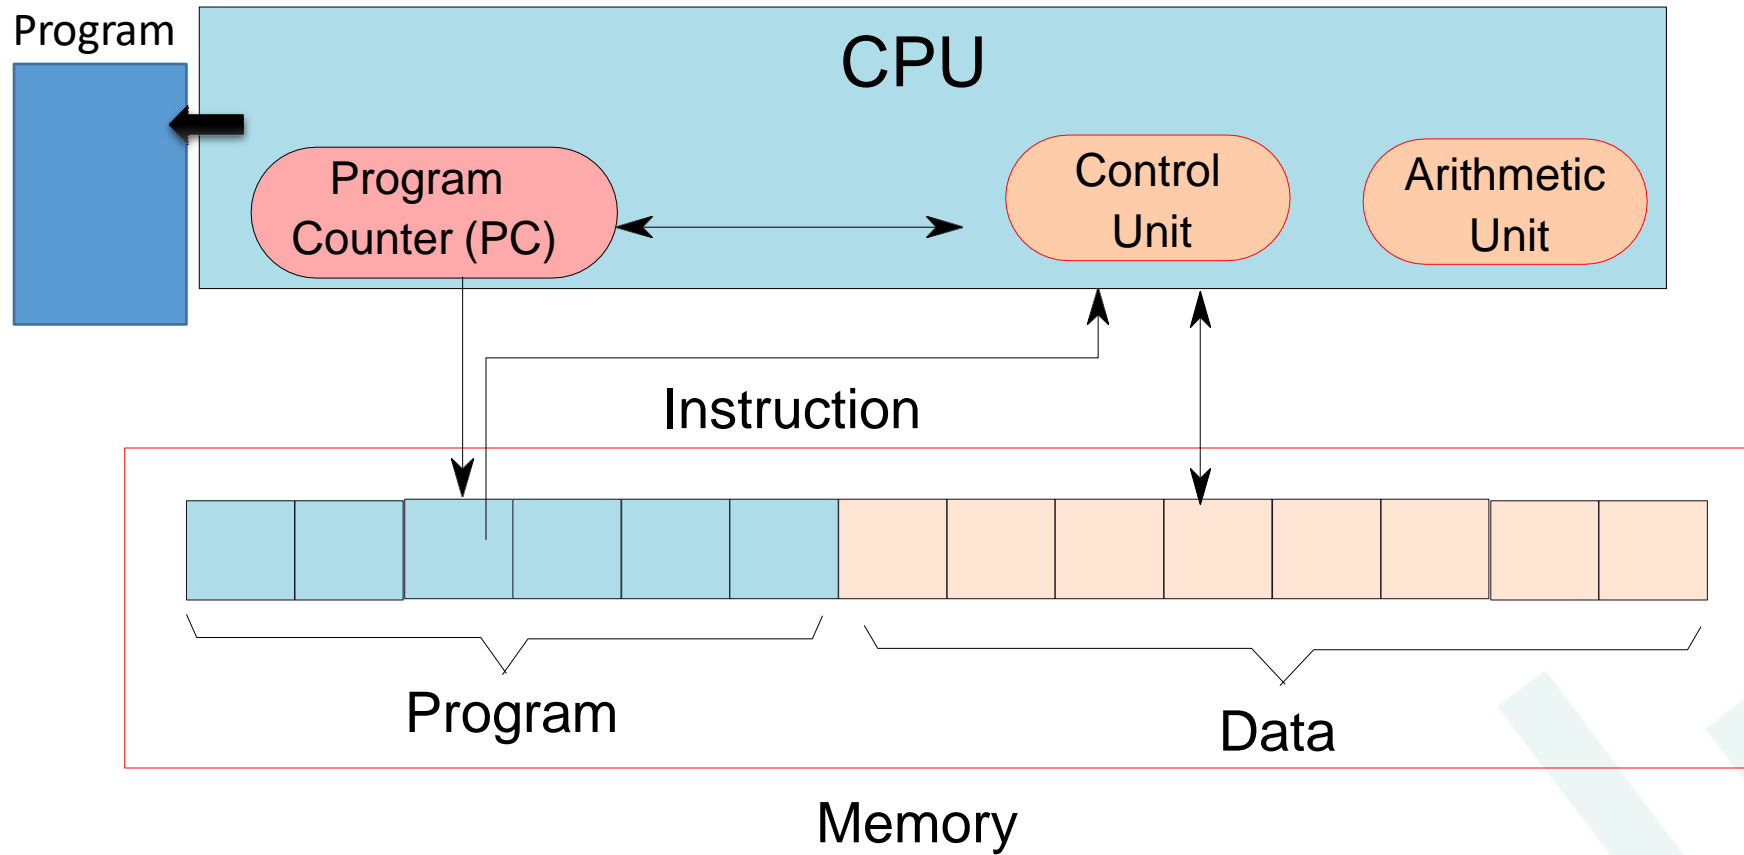 Program
CPU
Program
Counter (PC)
Control
Unit
Arithmetic
Unit
Instruction
Program
Data
Memory